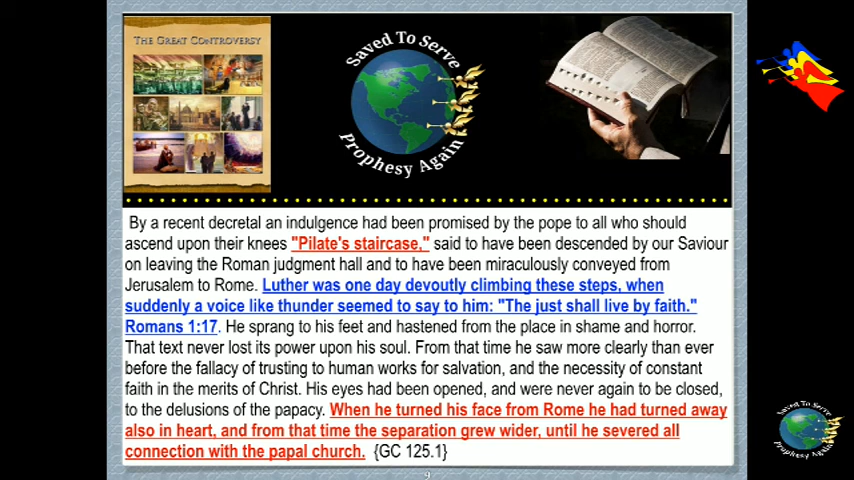 THE GREAT CONTROVERSY
Saved To Serve
Prophesy Again
By a recent decretal an indulgence had been promised by the pope to all who should
ascend upon their knees "Pilate's staircase," said to have been descended by our Saviour
on leaving the Roman judgment hall and to have been miraculously conveyed from
Jerusalem to Rome. Luther was one day devoutly climbing these steps, when
suddenly a voice like thunder seemed to say to him: "The just shall live by faith."
Romans 1:17. He sprang to his feet and hastened from the place in shame and horror.
That text never lost its power upon his soul. From that time he saw more clearly than ever
before the fallacy of trusting to human works for salvation, and the necessity of constant
faith in the merits of Christ. His eyes had been opened, and were never again to be closed,
to the delusions of the papacy. When he turned his face from Rome he had turned away
also in heart, and from that time the separation grew wider, until he severed all
connection with the papal church. {GC 125.1}
Saved To Serve
Prophesy Again